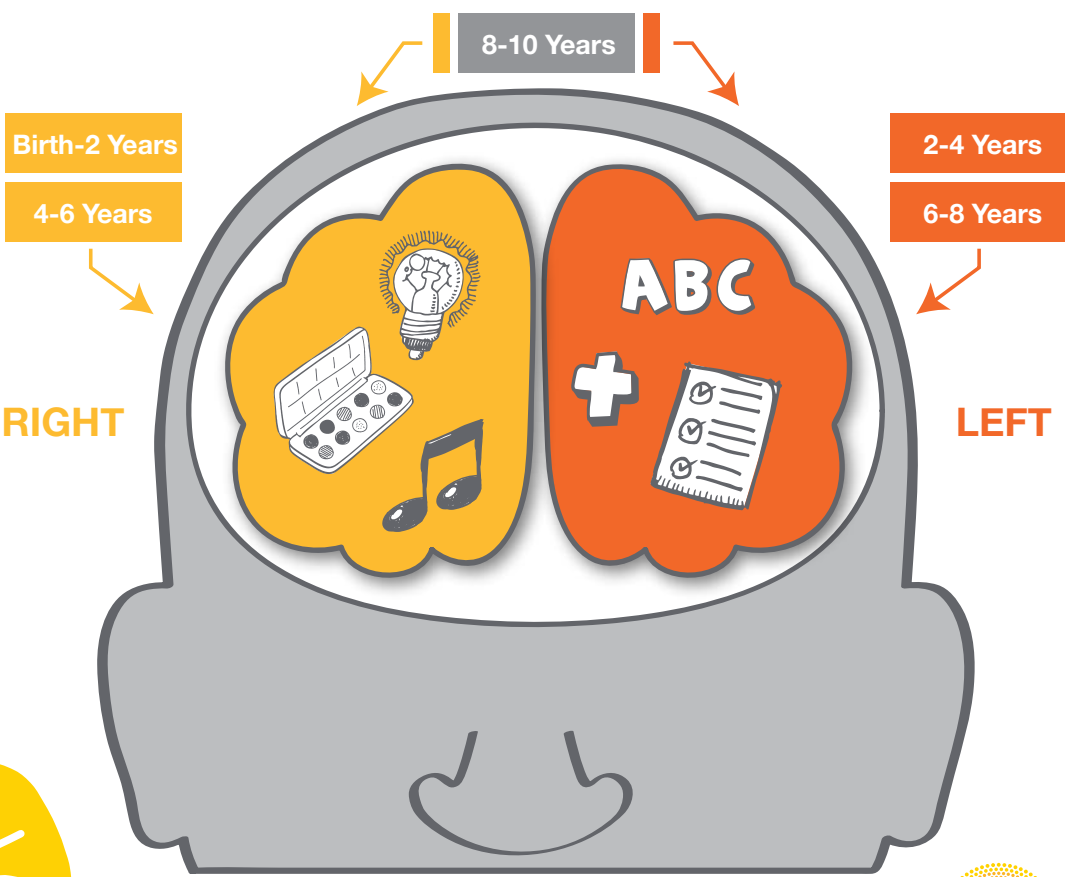 8-10 Years
Birth-2 Years
4-6 Years
2-4 Years
6-8 Years
RIGHT
LEFT
ABC